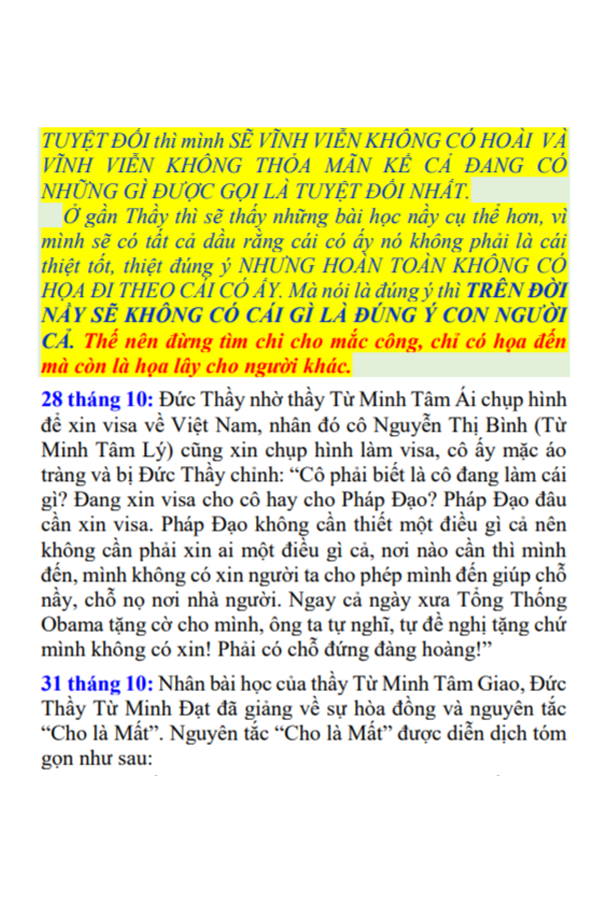 TUYỆT ĐỐI thì mình SẼ VĨNH VIỄN KHÔNG CÓ HOÀI VÀ
VĨNH VIỄN KHÔNG THỎA MÃN KỂ CẢ ĐANG CÓ
NHỮNG GÌ ĐƯỢC GỌI LÀ TUYỆT ĐỐI NHẤT.
Ở gần Thầy thì sẽ thấy những bài học nầy cụ thể hơn, vì
mình sẽ có tất cả dầu rằng cái có ấy nó không phải là cái
thiệt tốt, thiệt đúng ý NHƯNG HOÀN TOÀN KHÔNG CÓ
HỌA ĐI THEO CÁI CÓ ẤY. Mà nói là đúng ý thì TRÊN ĐỜI
NẦY SẼ KHÔNG CÓ CÁI GÌ LÀ ĐÚNG Ý CON NGƯỜI
CẢ. Thế nên đừng tìm chi cho mắc công, chỉ có họa đến
mà còn là họa lây cho người khác.
28 tháng 10: Đức Thầy nhờ thầy Từ Minh Tâm Ái chụp hình
để xin visa về Việt Nam, nhân đó cô Nguyễn Thị Bình (Từ
Minh Tâm Lý) cũng xin chụp hình làm visa, cô ấy mặc áo
tràng và bị Đức Thầy chỉnh: “Cô phải biết là cô đang làm cái
gì? Đang xin visa cho cô hay cho Pháp Đạo? Pháp Đạo đâu
cần xin visa. Pháp Đạo không cần thiết một điều gì cả nên
không cần phải xin ai một điều gì cả, nơi nào cần thì mình
đến, mình không có xin người ta cho phép mình đến giúp chỗ
nầy, chỗ nọ nơi nhà người. Ngay cả ngày xưa Tổng Thống
Obama tặng cờ cho mình, ông ta tự nghĩ, tự đề nghị tặng chứ
mình không có xin! Phải có chỗ đứng đàng hoàng!”
31 tháng 10: Nhân bài học của thầy Từ Minh Tâm Giao, Đức
Thầy Từ Minh Đạt đã giảng về sự hòa đồng và nguyên tắc
“Cho là Mất”. Nguyên tắc “Cho là Mất” được diễn dịch tóm
gọn như sau: